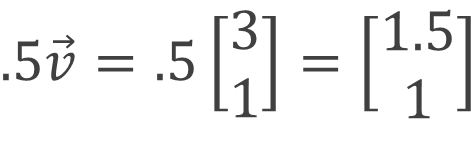 .5v⃗ = .5 [3 1] = [1.5 1]